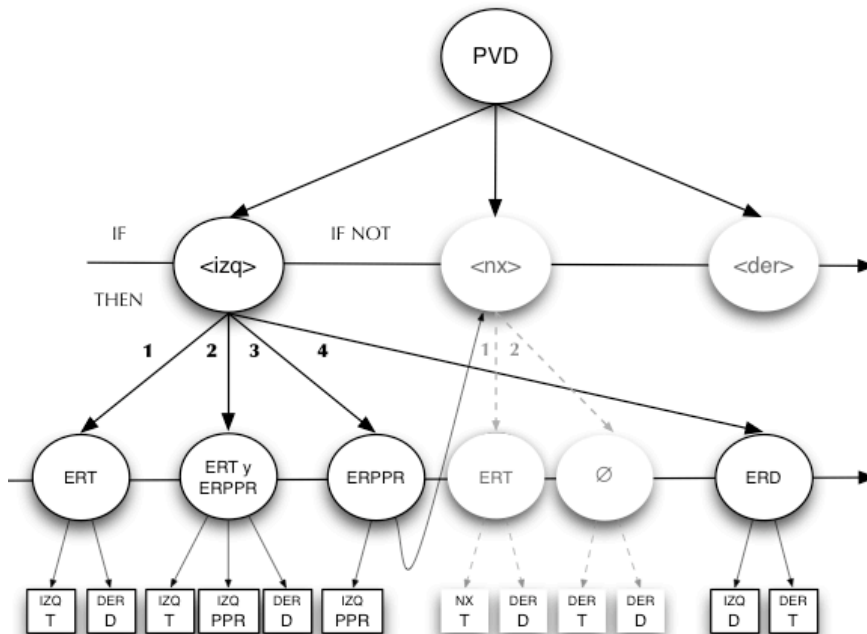 PVD
IF
IF NOT
<izq>
<nx>
<der>
THEN
1
2
3
4
1
2
ERT
ERT y
ERPPR
ERPPR
ERT
Ø
ERD
IZQ
T
DER
D
IZQ
T
IZQ
PPR
DER
D
IZQ
PPR
NX
T
DER
D
DER
T
DER
D
IZQ
D
DER
T